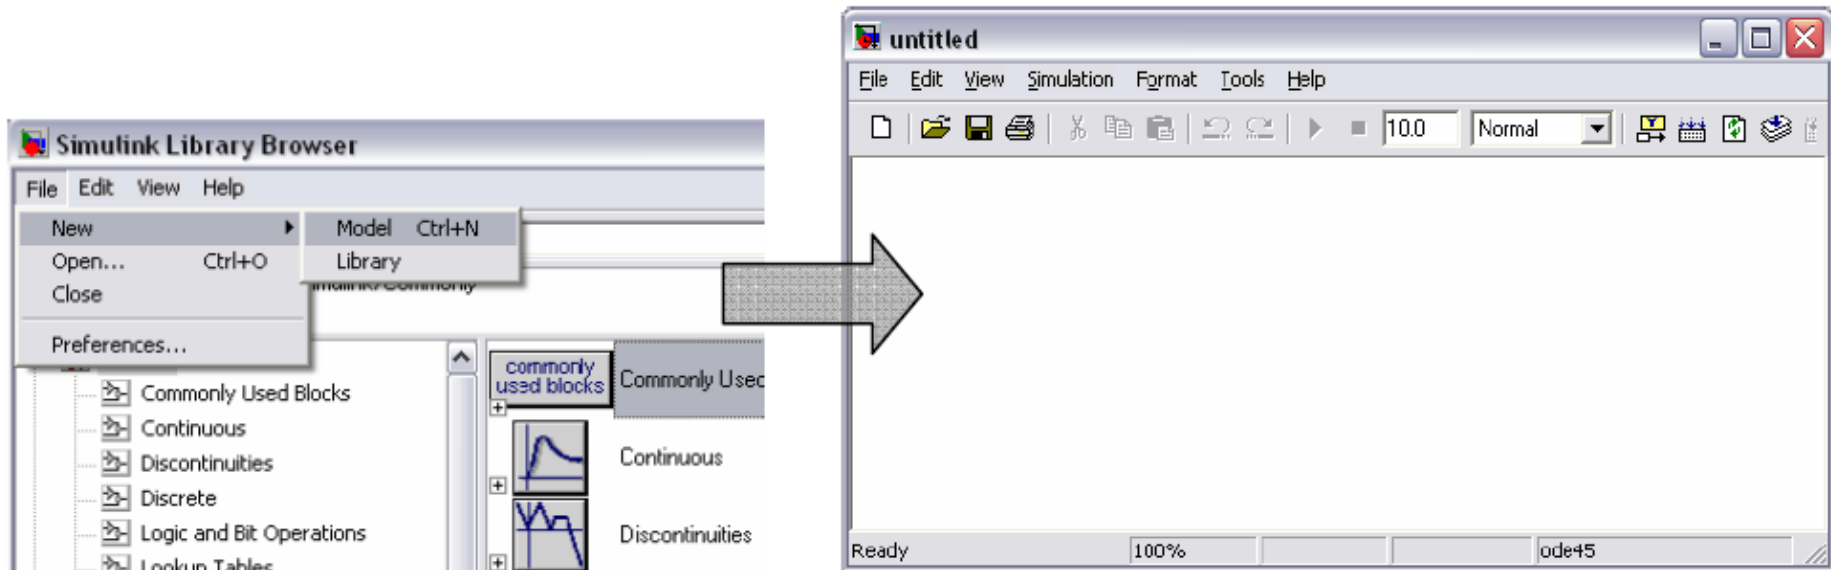 Simulink Library Browser
File Edit View Help
New
Open... Ctrl+O
Close
Preferences...
Model Ctrl+N
Library
Commonly Used Blocks
Continuous
Discontinuities
Discrete
Logic and Bit Operations
Lookup Tables
commonly
used blocks
Commonly Used
Continuous
Discontinuities
untitled
File Edit View Simulation Format Tools Help
10.0 Normal
Ready 100% ode45